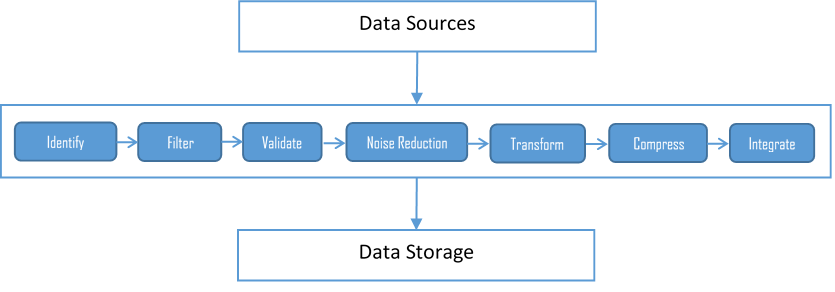 Data Sources
Identify
Filter
Validate
Noise Reduction
Transform
Compress
Integrate
Data Storage